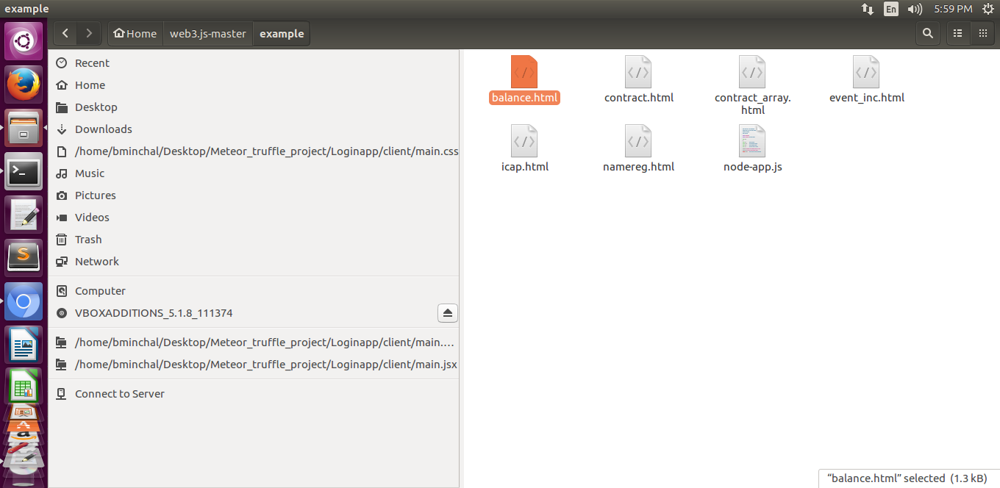 example
En
5:59 PM
Home
web3.js-master
example
Recent
Home
Desktop
Downloads
/home/bminchal/Desktop/Meteor_truffle_project/Loginapp/client/main.css
Music
Pictures
Videos
Trash
Network
Computer
VBOXADDITIONS_5.1.8_111374
/home/bminchal/Desktop/Meteor_truffle_project/Loginapp/client/main.…
/home/bminchal/Desktop/Meteor_truffle_project/Loginapp/client/main.jsx
Connect to Server
balance.html
contract.html
contract_array.
html
event_inc.html
icap.html
namereg.html
node-app.js
“balance.html” selected (1.3 kB)